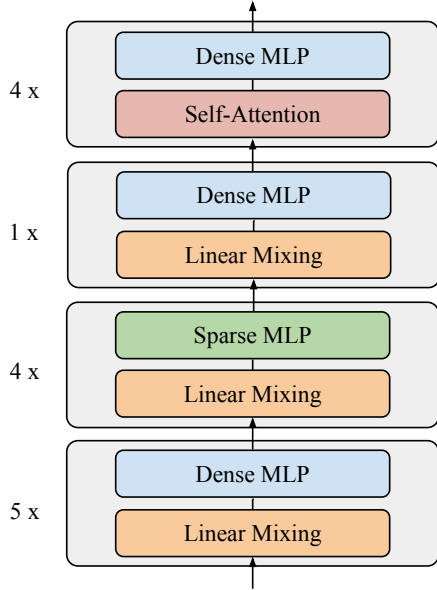 Dense MLP
4 x
Self-Attention
Dense MLP
1 x
Linear Mixing
Sparse MLP
4 x
Linear Mixing
Dense MLP
5 x
Linear Mixing